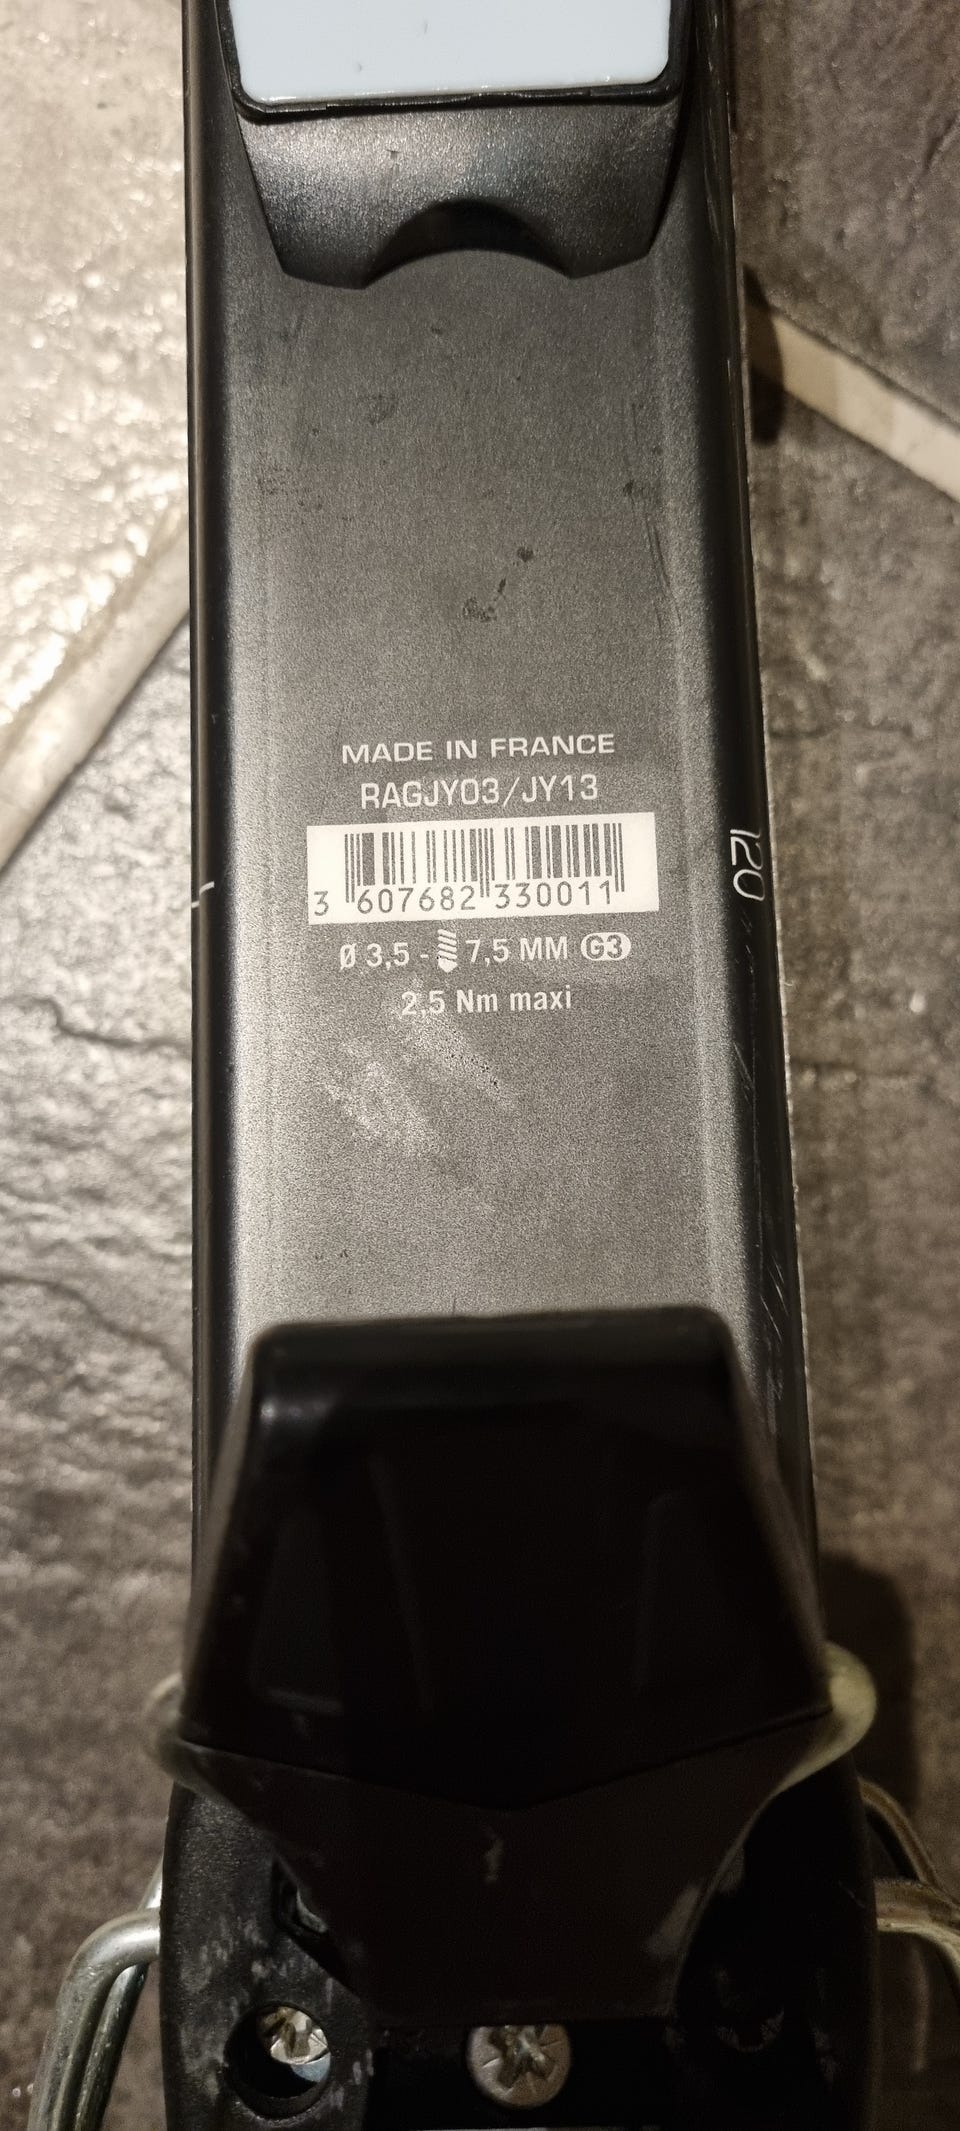 MADE IN FRANCE
RAGJY03/JY13
3 607682 330011
Ø 3,5 - 7,5 MM G3
2,5 Nm maxi
120